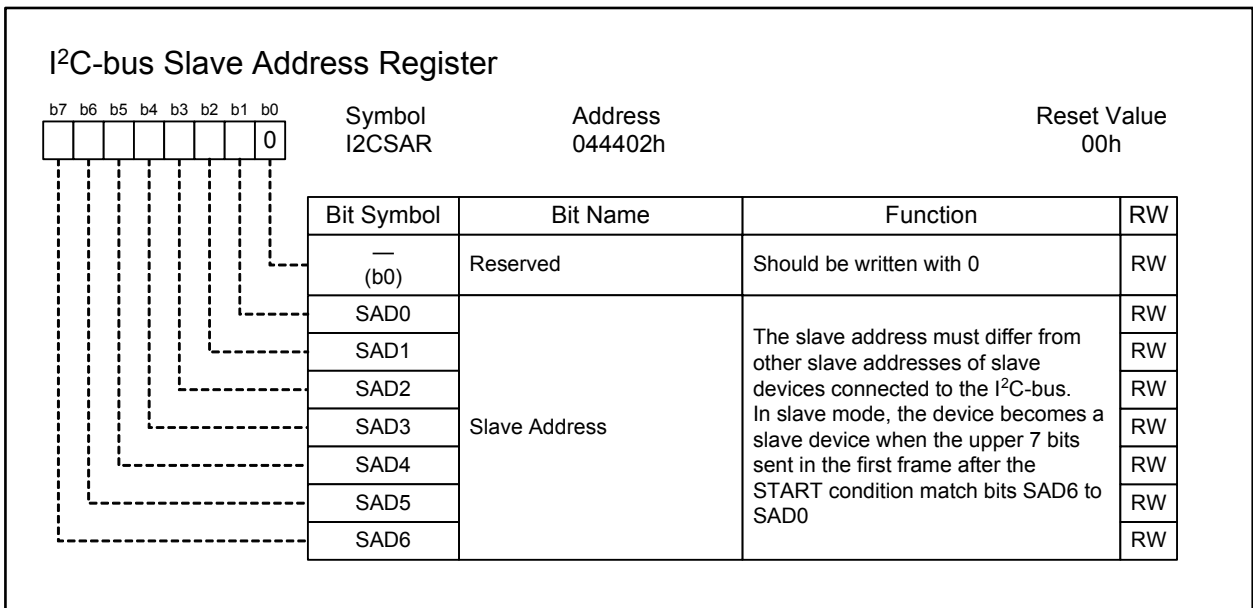 I²C-bus Slave Address Register
b7 b6 b5 b4 b3 b2 b1 b0
0
Symbol Address Reset Value
I2CSAR 044402h 00h
Bit Symbol Bit Name Function RW
—
(b0) Reserved Should be written with 0 RW
SAD0 RW
SAD1 RW
SAD2 RW
SAD3 RW
SAD4 RW
SAD5 RW
SAD6 RW
Slave Address
The slave address must differ from
other slave addresses of slave
devices connected to the I²C-bus.
In slave mode, the device becomes a
slave device when the upper 7 bits
sent in the first frame after the
START condition match bits SAD6 to
SAD0